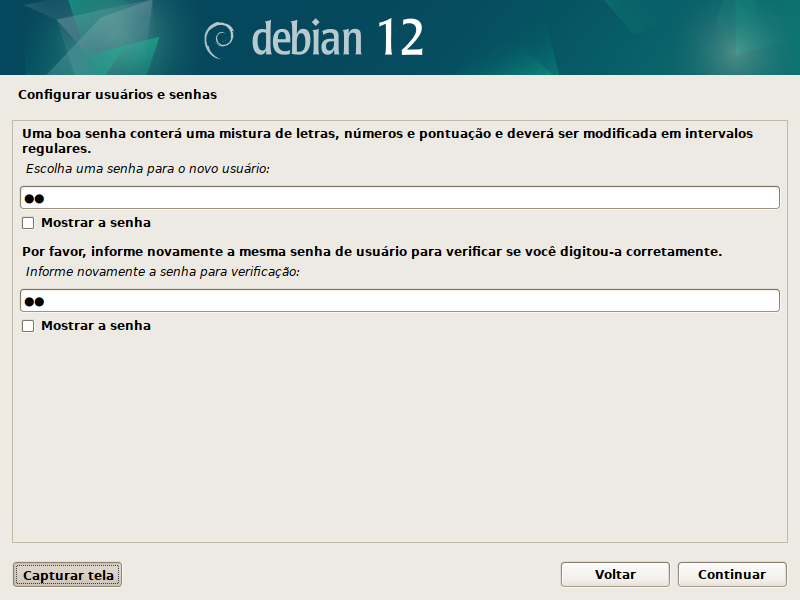 debian 12
Configurar usuários e senhas
Uma boa senha conterá uma mistura de letras, números e pontuação e deverá ser modificada em intervalos
regulares.
Escolha uma senha para o novo usuário:
●●
Mostrar a senha
Por favor, informe novamente a mesma senha de usuário para verificar se você digitou-a corretamente.
Informe novamente a senha para verificação:
●●
Mostrar a senha
Capturar tela
Voltar
Continuar